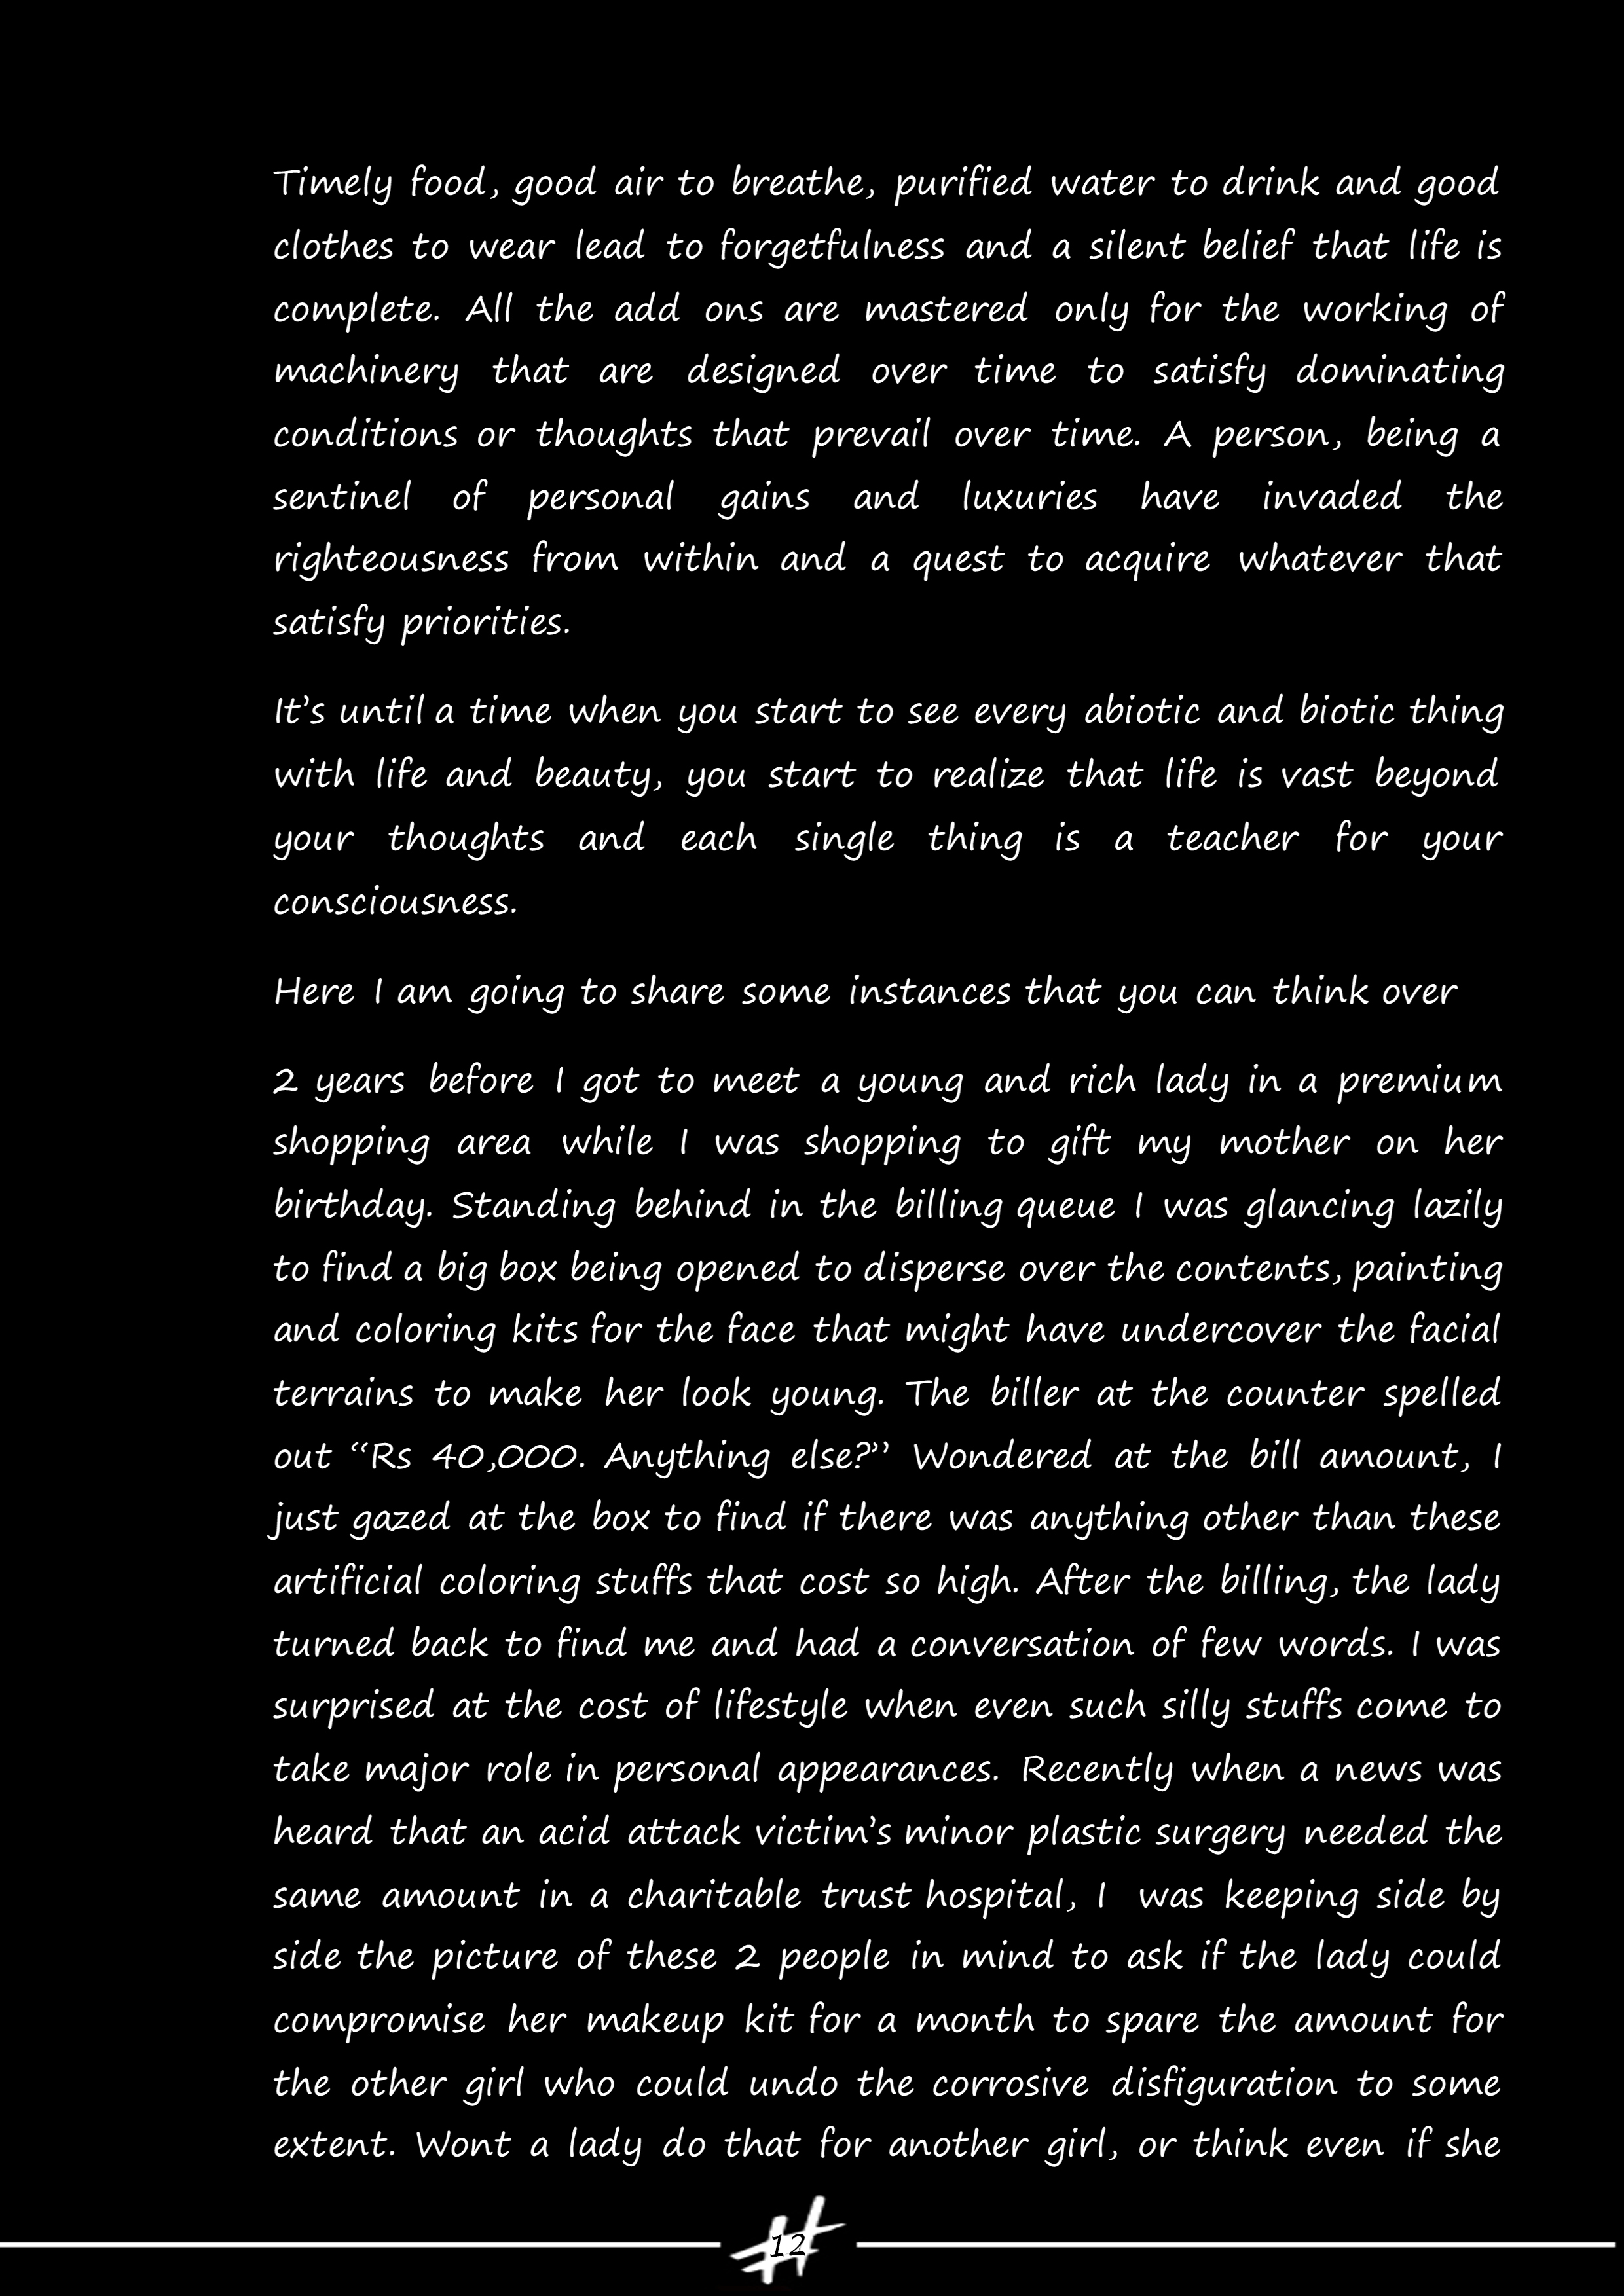 Timely food, good air to breathe, purified water to drink and good
clothes to wear lead to forgetfulness and a silent belief that life is
complete. All the add ons are mastered only for the working of
machinery that are designed over time to satisfy dominating
conditions or thoughts that prevail over time. A person, being a
sentinel of personal gains and luxuries have invaded the
righteousness from within and a quest to acquire whatever that
satisfy priorities.
It’s until a time when you start to see every abiotic and biotic thing
with life and beauty, you start to realize that life is vast beyond
your thoughts and each single thing is a teacher for your
consciousness.
Here I am going to share some instances that you can think over
2 years before I got to meet a young and rich lady in a premium
shopping area while I was shopping to gift my mother on her
birthday. Standing behind in the billing queue I was glancing lazily
to find a big box being opened to disperse over the contents, painting
and coloring kits for the face that might have undercover the facial
terrains to make her look young. The biller at the counter spelled
out “Rs 40,000. Anything else?” Wondered at the bill amount, I
just gazed at the box to find if there was anything other than these
artificial coloring stuffs that cost so high. After the billing, the lady
turned back to find me and had a conversation of few words. I was
surprised at the cost of lifestyle when even such silly stuffs come to
take major role in personal appearances. Recently when a news was
heard that an acid attack victim’s minor plastic surgery needed the
same amount in a charitable trust hospital, I was keeping side by
side the picture of these 2 people in mind to ask if the lady could
compromise her makeup kit for a month to spare the amount for
the other girl who could undo the corrosive disfiguration to some
extent. Wont a lady do that for another girl, or think even if she
12